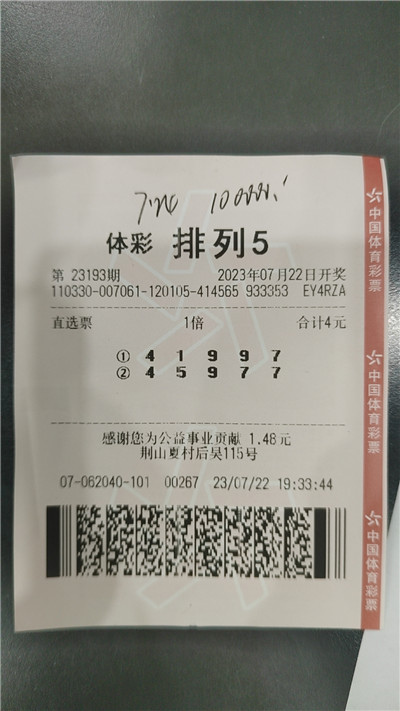 10000!
体彩 排列5
第 23193期 2023年07月22日开奖
110330-007061-120105-414565 933353 EY4RZA
直选票 1倍 合计4元
① 4 1 9 9 7
② 4 5 9 7 7
感谢您为公益事业贡献 1.48元
荆山夏村后吴115号
07-062040-101 00267 23/07/22 19:33:44
中国体育彩票
中国体育彩票
中国体育彩票